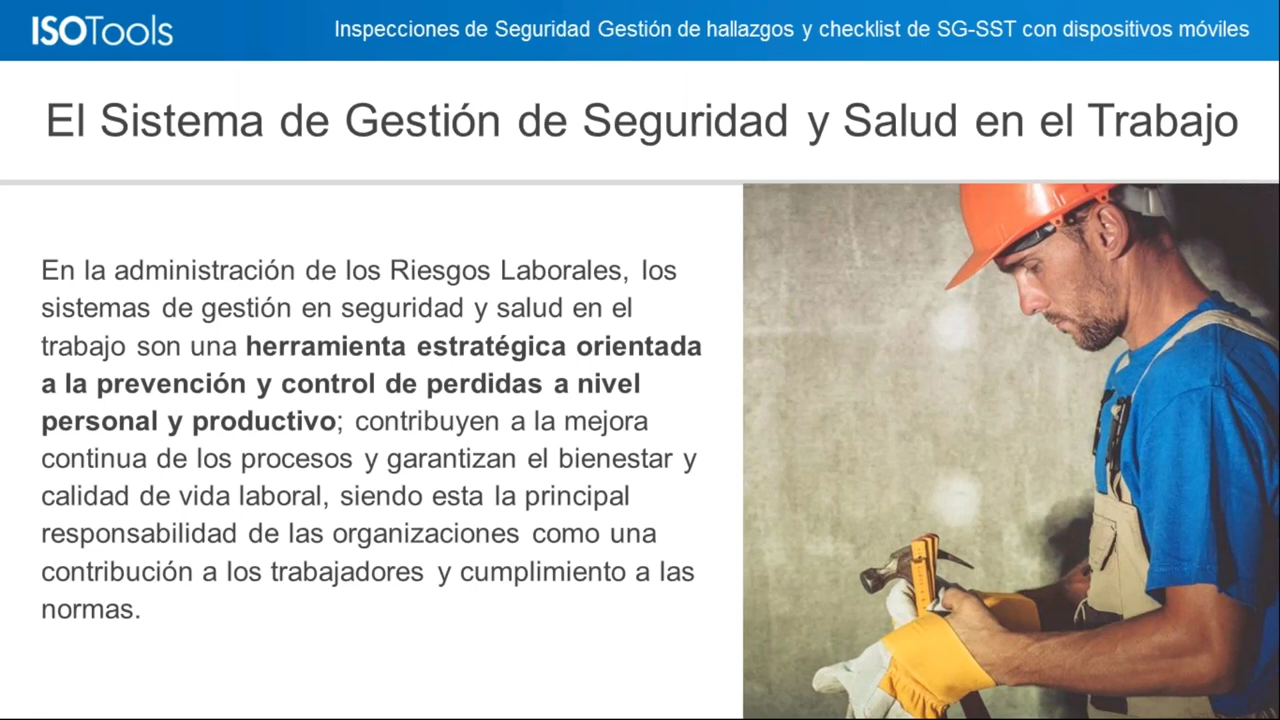 ISOTools
Inspecciones de Seguridad Gestión de hallazgos y checklist de SG-SST con dispositivos móviles
El Sistema de Gestión de Seguridad y Salud en el Trabajo
En la administración de los Riesgos Laborales, los
sistemas de gestión en seguridad y salud en el
trabajo son una herramienta estratégica orientada
a la prevención y control de perdidas a nivel
personal y productivo; contribuyen a la mejora
continua de los procesos y garantizan el bienestar y
calidad de vida laboral, siendo esta la principal
responsabilidad de las organizaciones como una
contribución a los trabajadores y cumplimiento a las
normas.